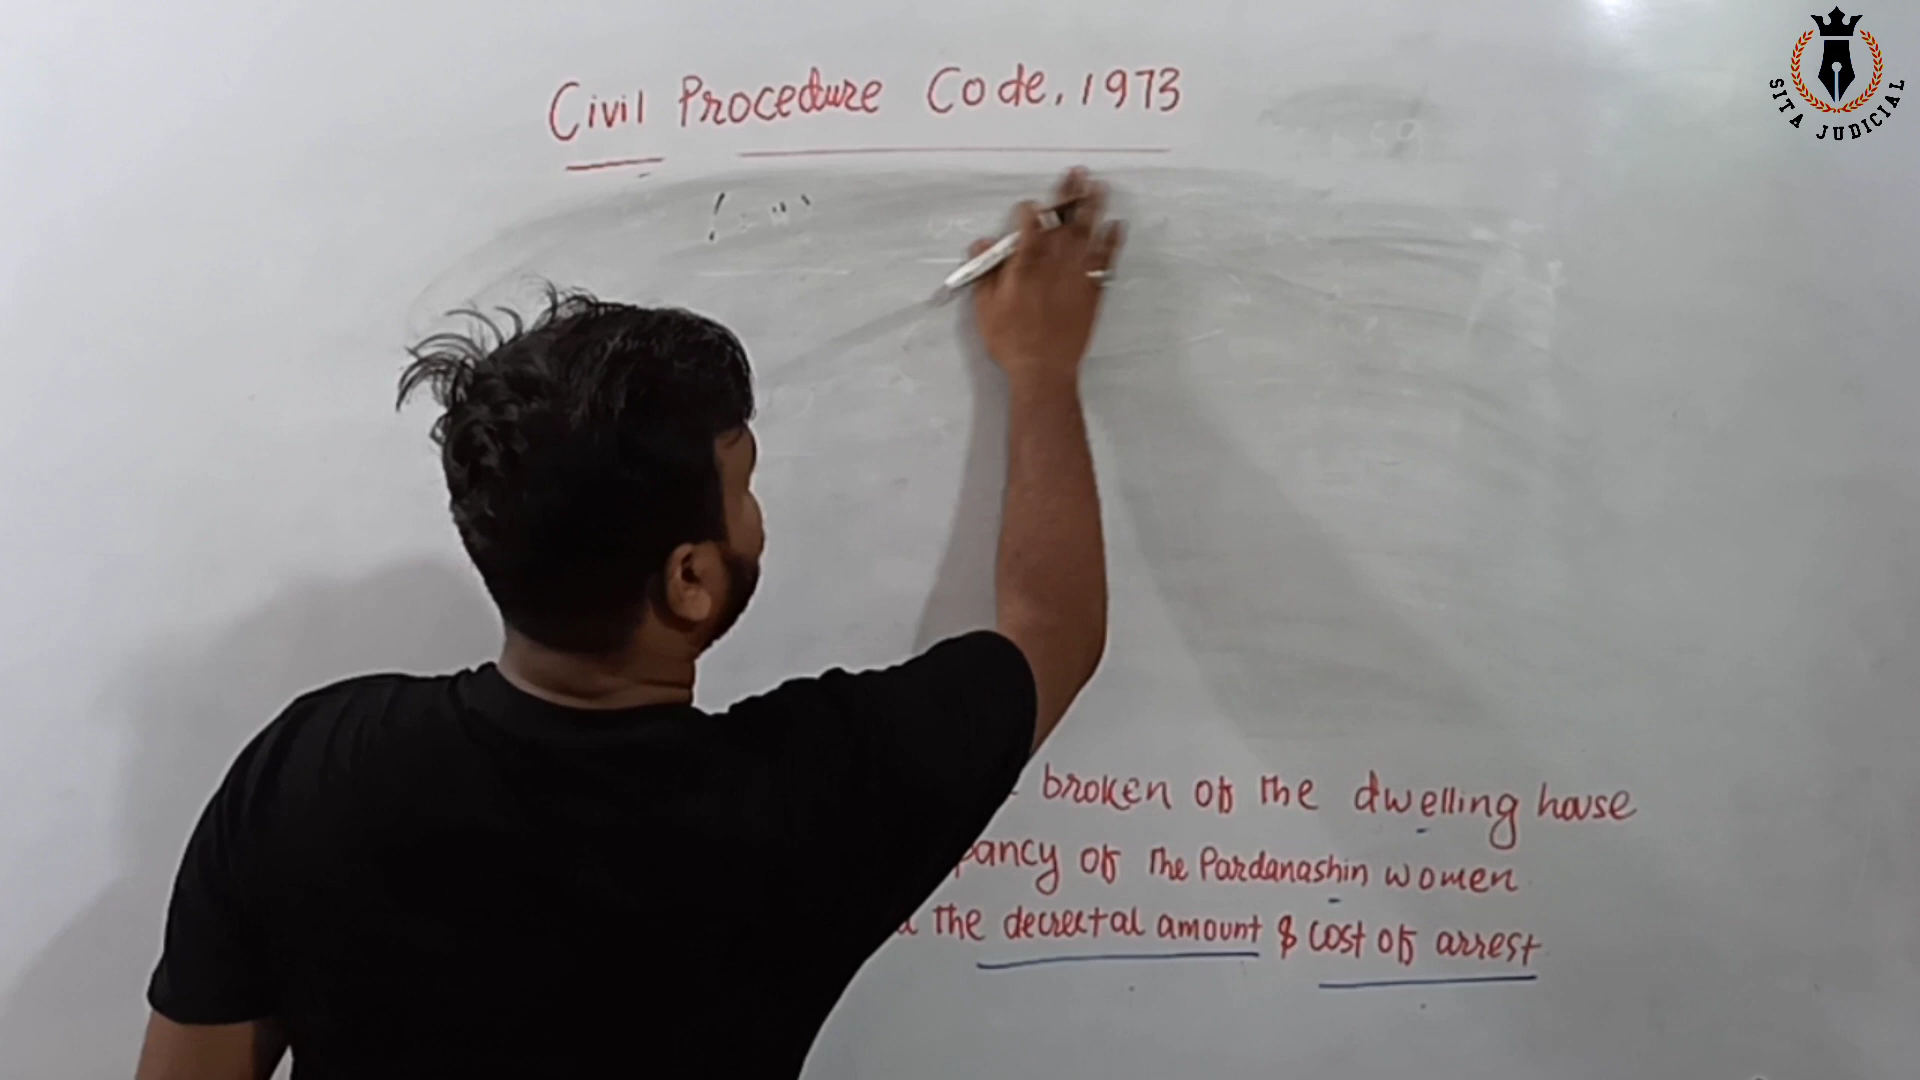 Civil Procedure Code, 1973
SITA JUDICIAL
broken of the dwelling house
pancy of The Pardanashin women
the decreetal amount & cost of arrest